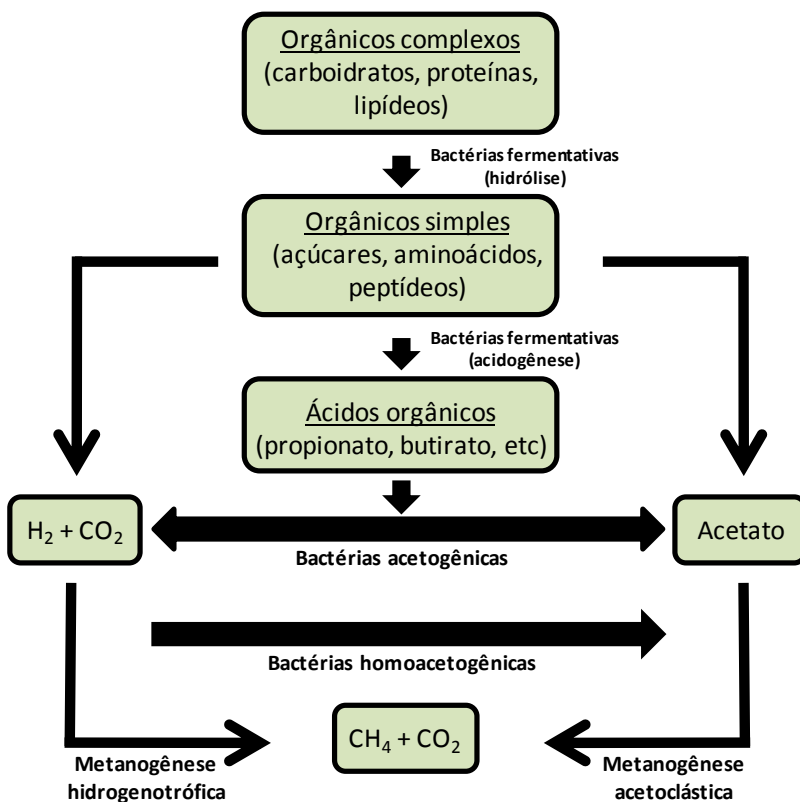 Orgânicos complexos
(carboidratos, proteínas,
lipídeos)
Bactérias fermentativas
(hidrólise)
Orgânicos simples
(açúcares, aminoácidos,
peptídeos)
Bactérias fermentativas
(acidogênese)
Ácidos orgânicos
(propionato, butirato, etc)
H₂ + CO₂
Acetato
Bactérias acetogênicas
Bactérias homoacetogênicas
CH₄ + CO₂
Metanogênese
hidrogenotrófica
Metanogênese
acetoclástica